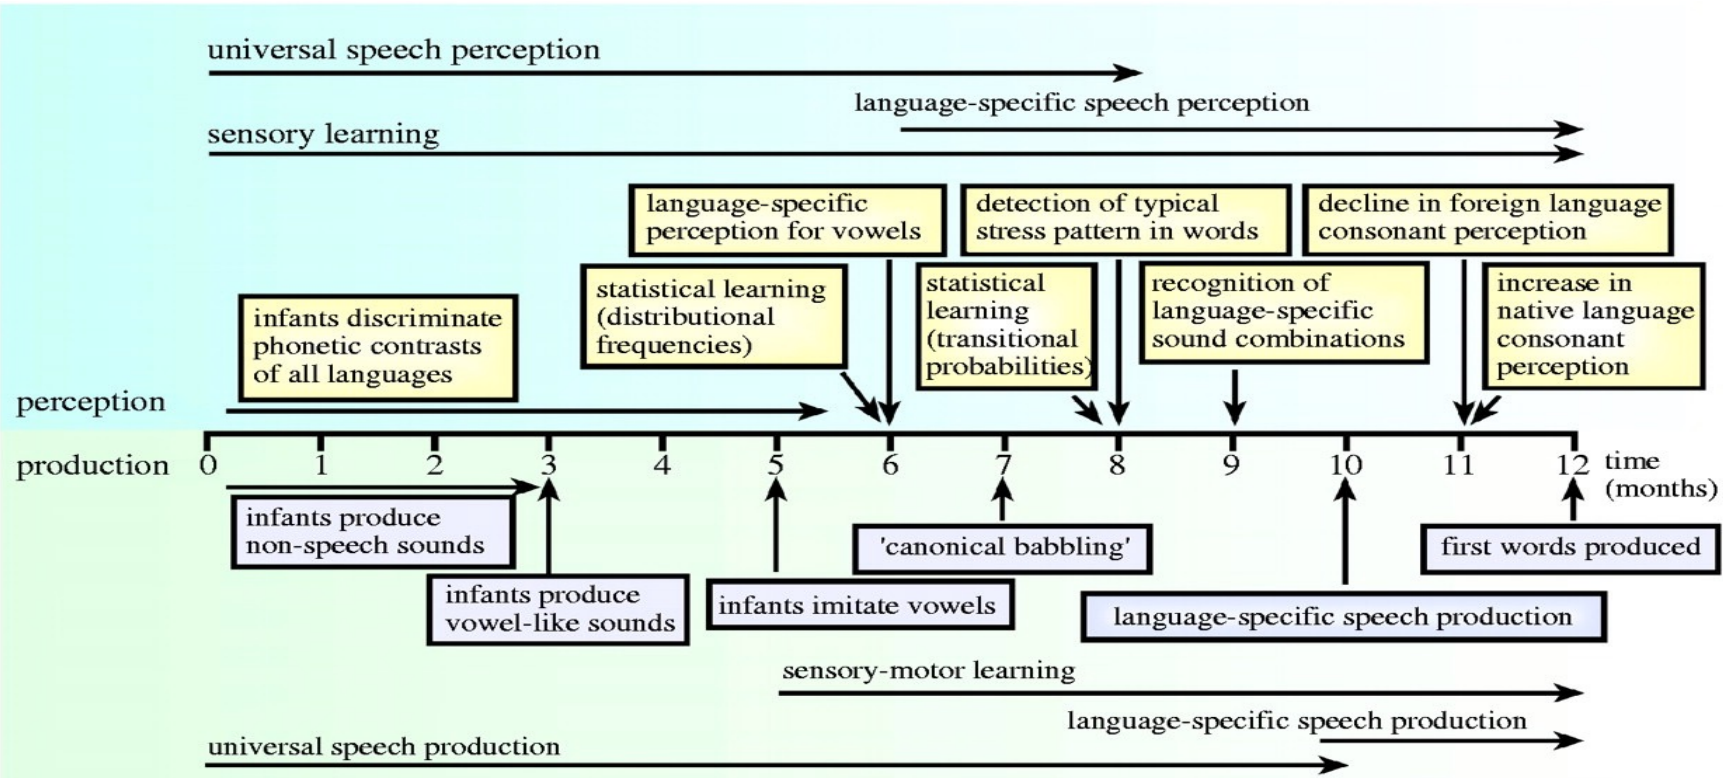 universal speech perception
language-specific speech perception
sensory learning
language-specific
perception for vowels
detection of typical
stress pattern in words
decline in foreign language
consonant perception
infants discriminate
phonetic contrasts
of all languages
statistical learning
(distributional
frequencies)
statistical
learning
(transitional
probabilities)
recognition of
language-specific
sound combinations
increase in
native language
consonant
perception
perception
production
0 1 2 3 4 5 6 7 8 9 10 11 12
time
(months)
infants produce
non-speech sounds
infants produce
vowel-like sounds
infants imitate vowels
'canonical babbling'
language-specific speech production
first words produced
sensory-motor learning
language-specific speech production
universal speech production